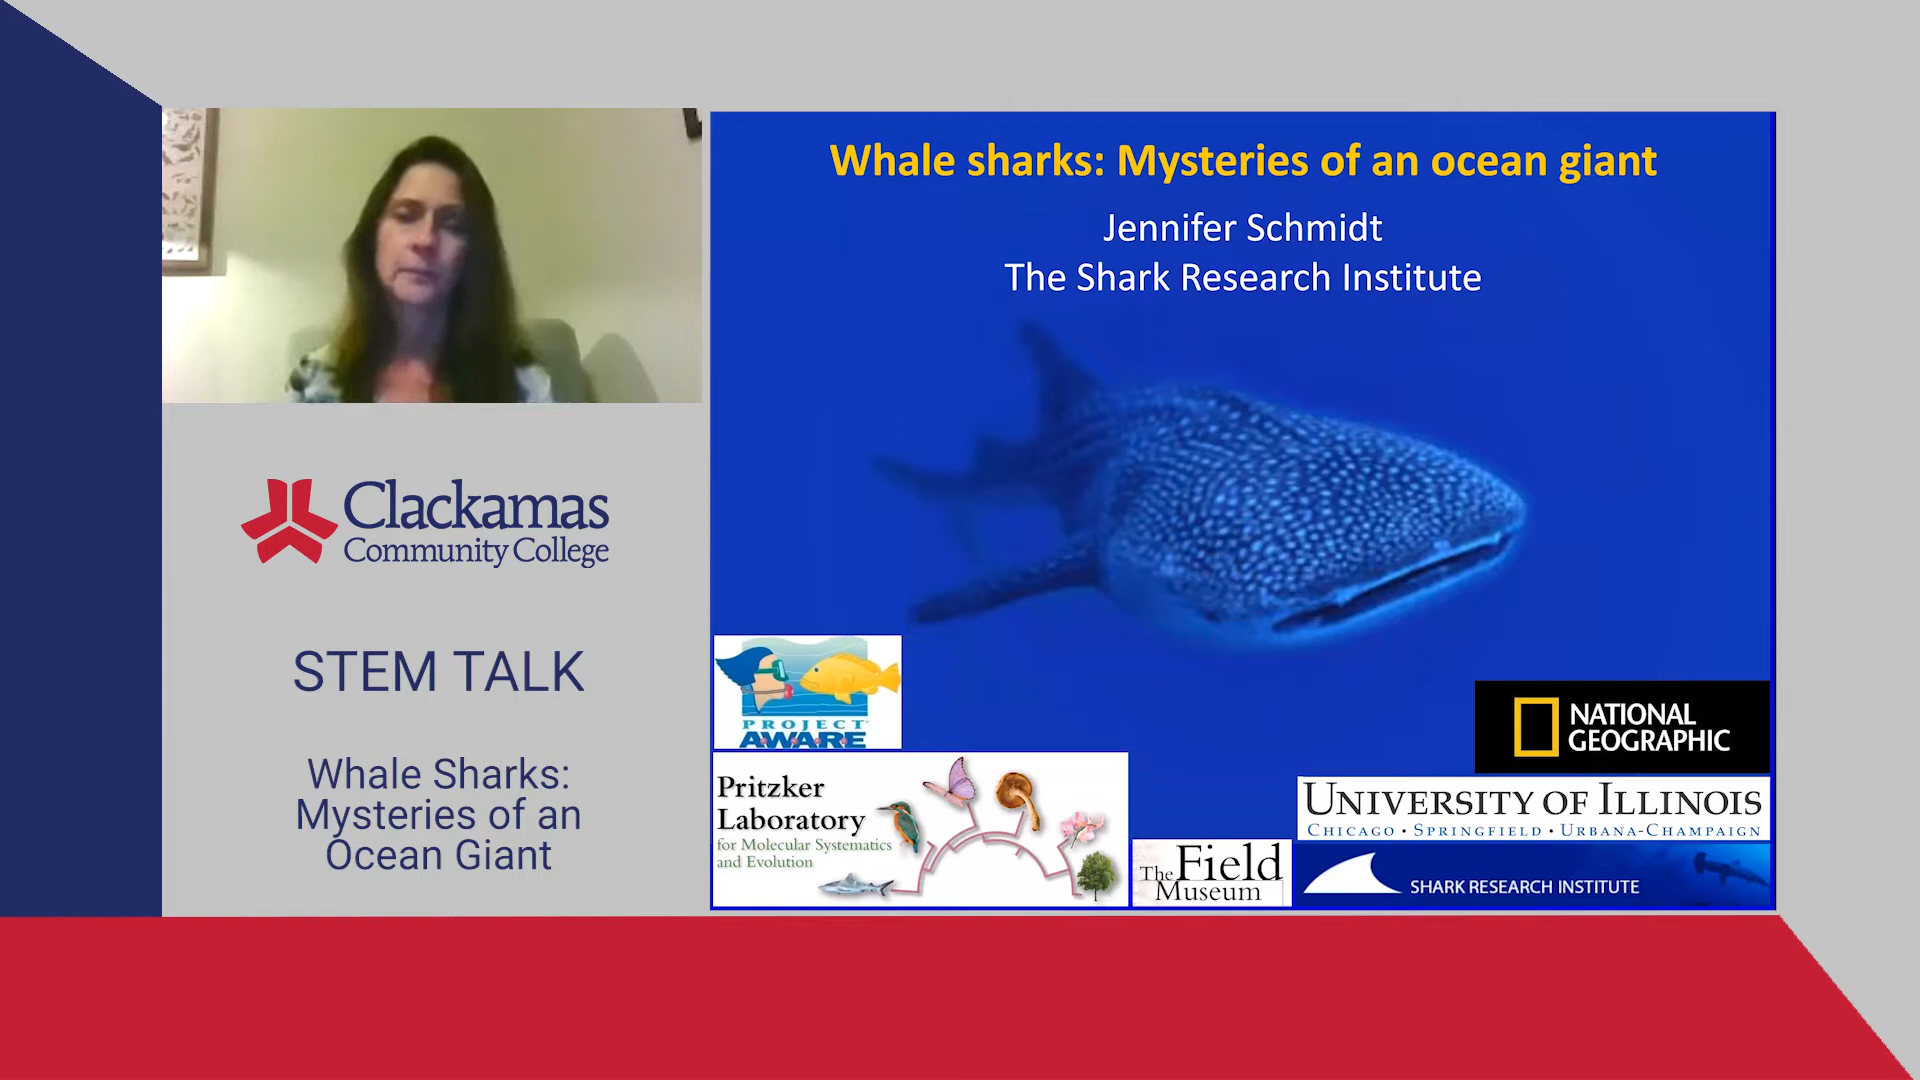 Clackamas
Community College
STEM TALK
Whale Sharks:
Mysteries of an
Ocean Giant
Whale sharks: Mysteries of an ocean giant
Jennifer Schmidt
The Shark Research Institute
PROJECT
AWARE
Pritzker
Laboratory
for Molecular Systematics
and Evolution
The Field
Museum
NATIONAL
GEOGRAPHIC
UNIVERSITY OF ILLINOIS
CHICAGO • SPRINGFIELD • URBANA-CHAMPAIGN
SHARK RESEARCH INSTITUTE